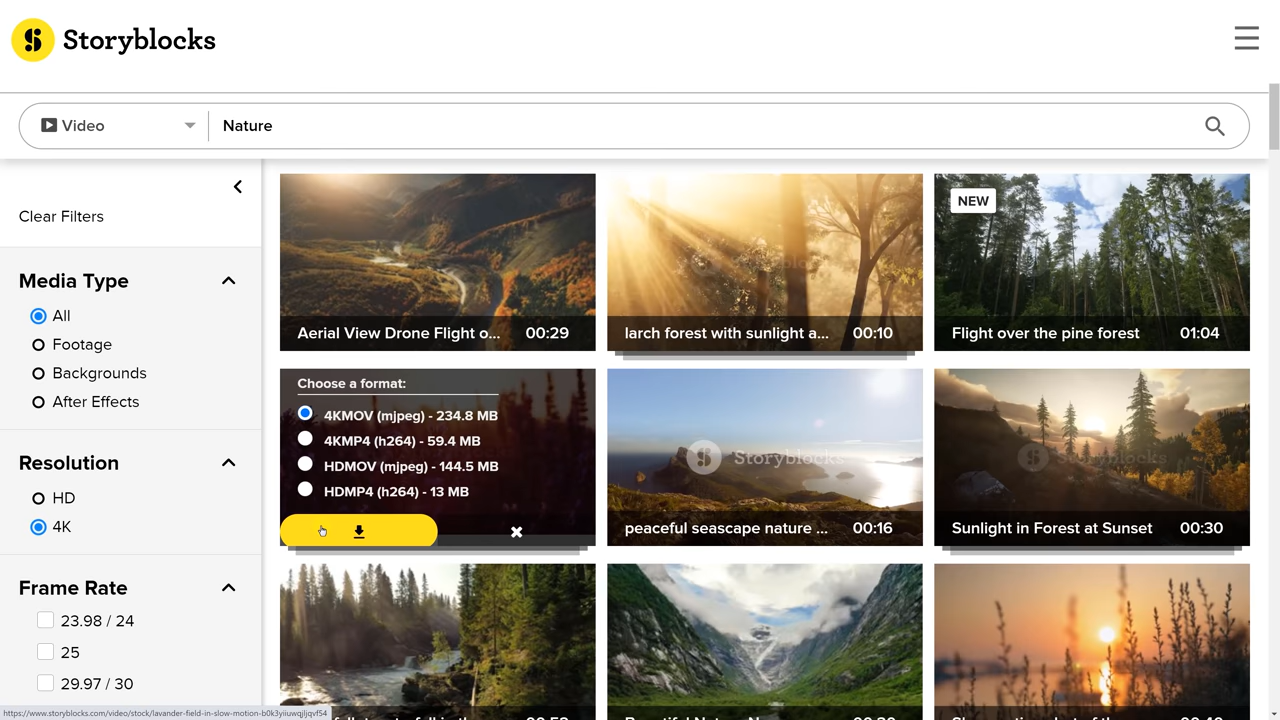 Storyblocks
Video
Nature
Clear Filters
Media Type
All
Footage
Backgrounds
After Effects
Resolution
HD
4K
Frame Rate
23.98 / 24
25
29.97 / 30
Aerial View Drone Flight o...
00:29
larch forest with sunlight a...
00:10
NEW
Flight over the pine forest
01:04
Choose a format:
4KMOV (mjpeg) - 234.8 MB
4KMP4 (h264) - 59.4 MB
HDMOV (mjpeg) - 144.5 MB
HDMP4 (h264) - 13 MB
Storyblocks
peaceful seascape nature ...
00:16
Storyblocks
Sunlight in Forest at Sunset
00:30
https://www.storyblocks.com/video/stock/lavander-field-in-slow-motion-b0k3yiiuwqjljqvf54